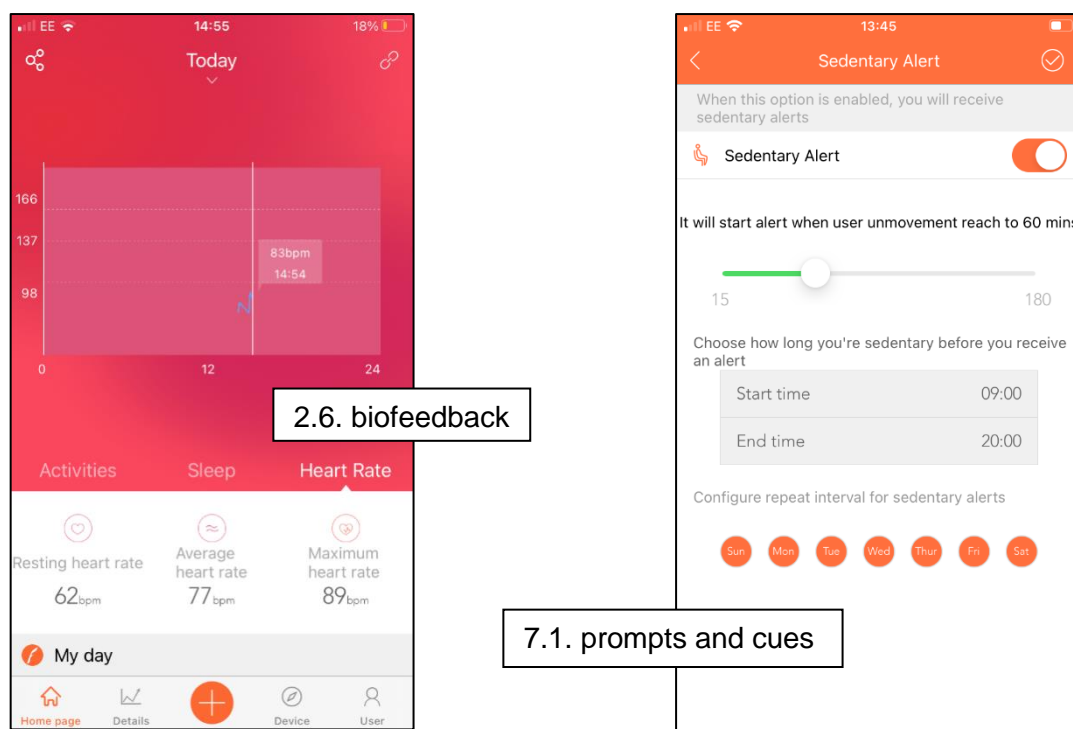 EE 14:55 18%
Today
166
137
98
83bpm
14:54
0 12 24
2.6. biofeedback
Activities Sleep Heart Rate
Resting heart rate
62bpm
Average
heart rate
77bpm
Maximum
heart rate
89bpm
My day
Home page Details Device User
EE 13:45
Sedentary Alert
When this option is enabled, you will receive
sedentary alerts
Sedentary Alert
It will start alert when user unmovement reach to 60 mins
15 180
Choose how long you're sedentary before you receive
an alert
Start time 09:00
End time 20:00
Configure repeat interval for sedentary alerts
Sun Mon Tue Wed Thur Fri Sat
7.1. prompts and cues